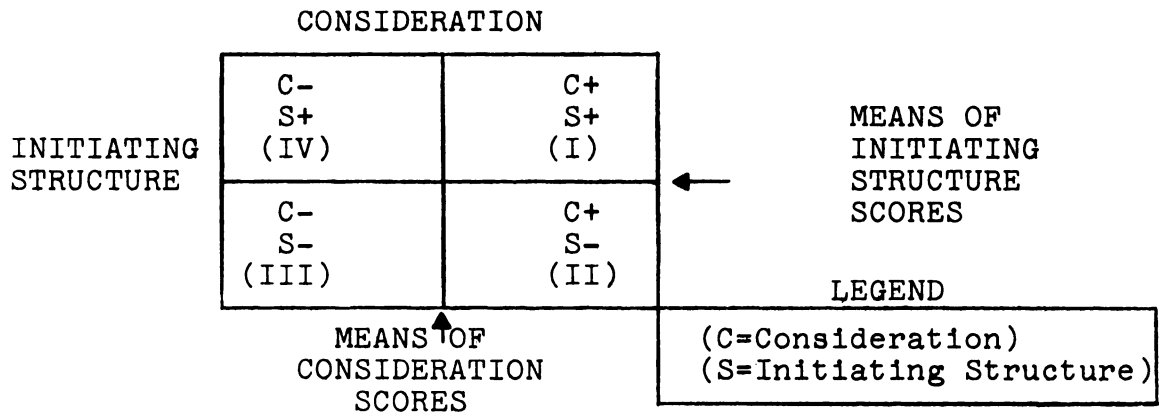 CONSIDERATION
C- C+
S+ S+
(IV) (I)
INITIATING
STRUCTURE
MEANS OF
INITIATING
STRUCTURE
SCORES
C- C+
S- S-
(III) (II)
LEGEND
(C=Consideration)
(S=Initiating Structure)
MEANS OF
CONSIDERATION
SCORES